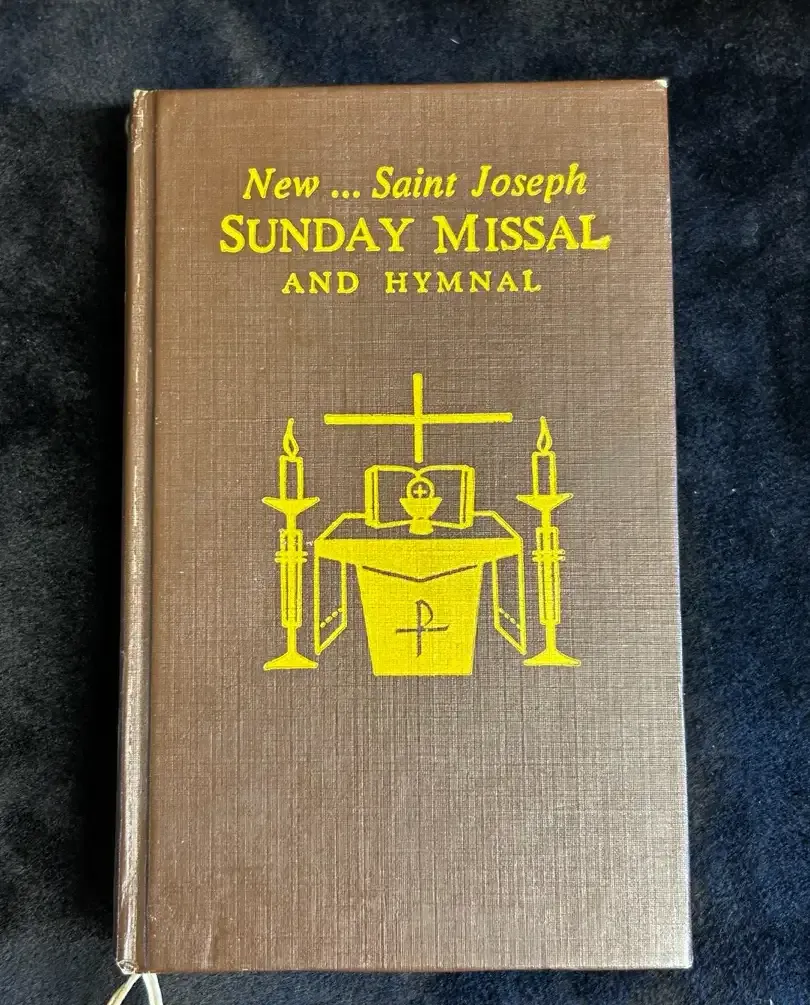 New ... Saint Joseph
SUNDAY MISSAL
AND HYMNAL